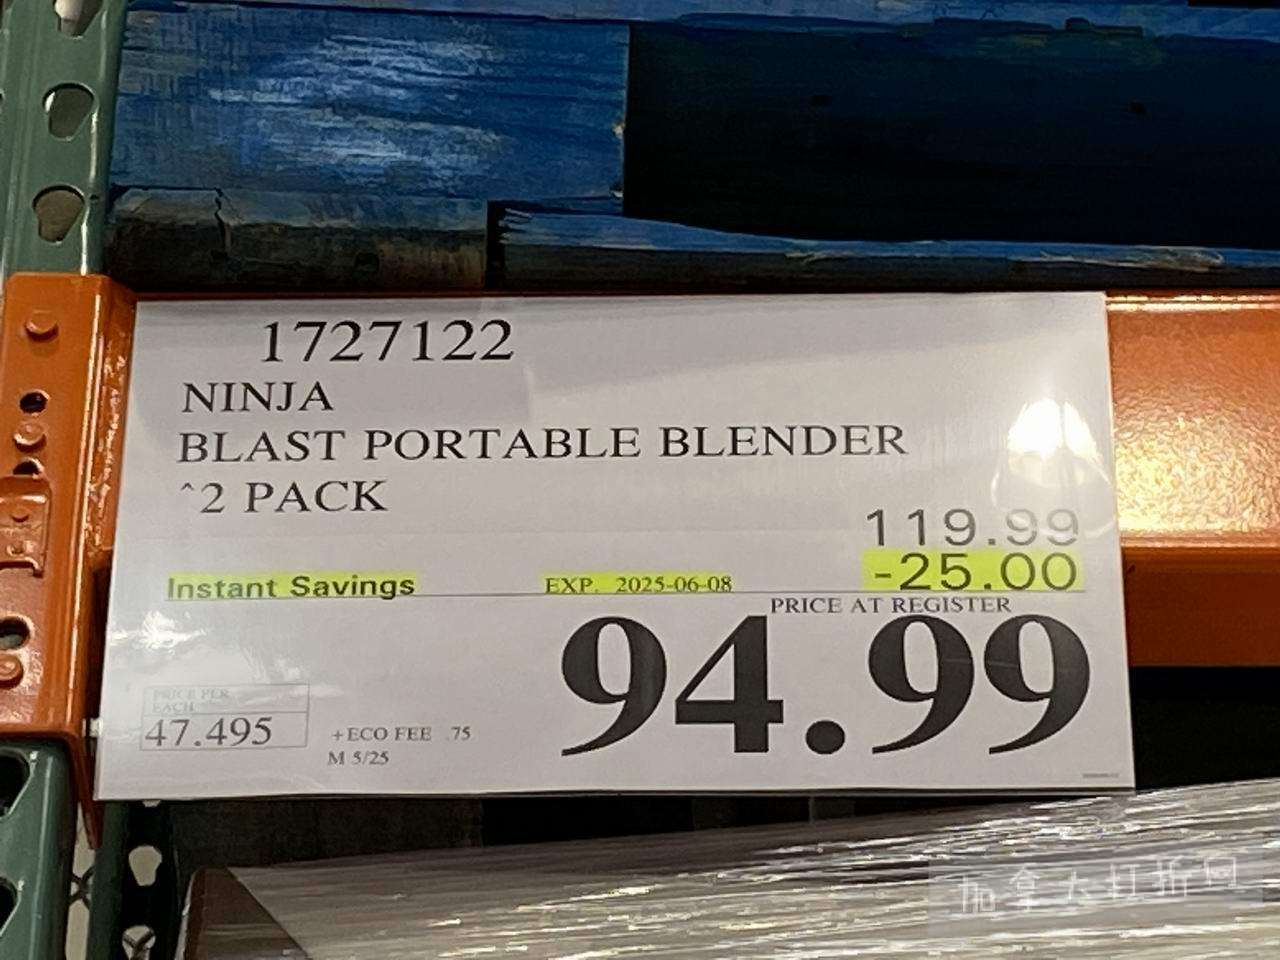 1727122
NINJA
BLAST PORTABLE BLENDER
^2 PACK
119.99
Instant Savings EXP. 2025-06-08 -25.00
PRICE AT REGISTER
94.99
PRICE PER
EACH
47.495
+ECO FEE .75
M 5/25
加拿大打折网